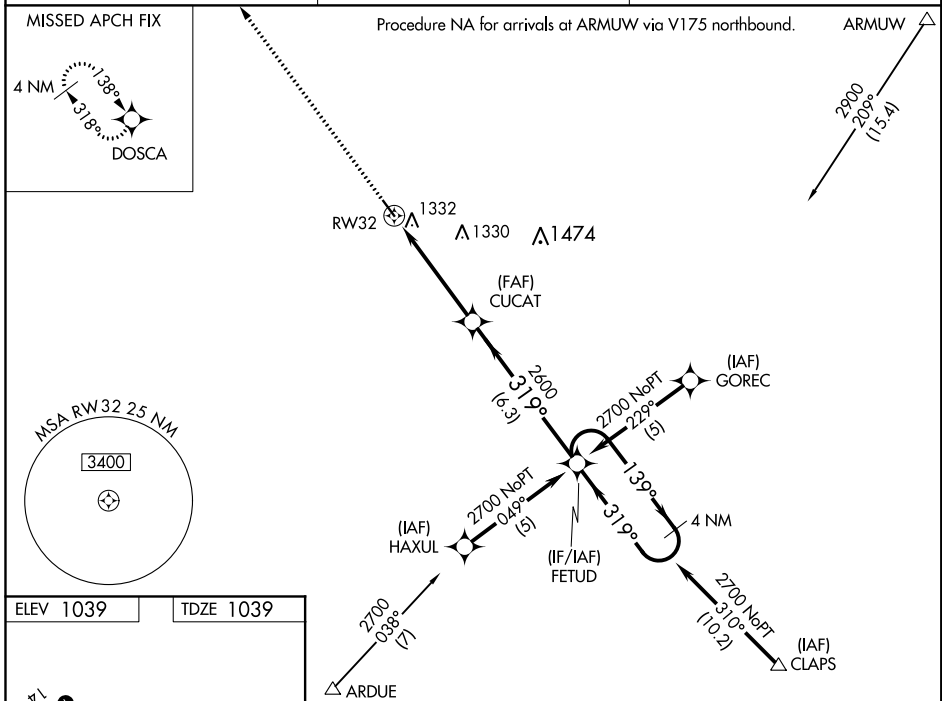 MISSED APCH FIX
4 NM
138°
318°
DOSCA
Procedure NA for arrivals at ARMUW via V175 northbound.
ARMUW
2900
209°
(15.4)
RW32
1332
1330
1474
(FAF)
CUCAT
2600
319°
(6.3)
(IAF)
GOREC
2700 NoPT
229°
(5)
MSA RW32 25 NM
3400
139°
4 NM
319°
2700 NoPT
049°
(5)
(IAF)
HAXUL
(IF/IAF)
FETUD
2700 NoPT
310°
(10.2)
(IAF)
CLAPS
2700
038°
(7)
ARDUE
ELEV 1039
TDZE 1039
14